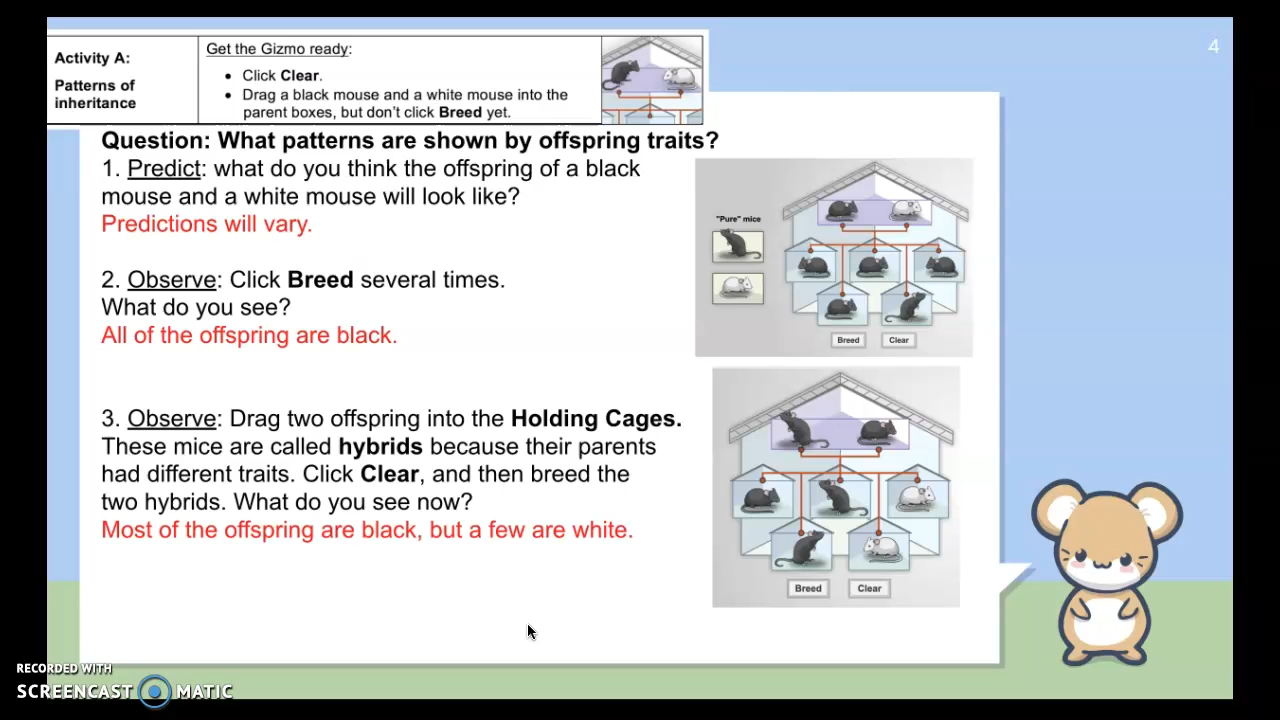 4
Activity A:
Patterns of
inheritance
Get the Gizmo ready:
• Click Clear.
• Drag a black mouse and a white mouse into the
parent boxes, but don't click Breed yet.
Question: What patterns are shown by offspring traits?
1. Predict: what do you think the offspring of a black
mouse and a white mouse will look like?
Predictions will vary.
2. Observe: Click Breed several times.
What do you see?
All of the offspring are black.
3. Observe: Drag two offspring into the Holding Cages.
These mice are called hybrids because their parents
had different traits. Click Clear, and then breed the
two hybrids. What do you see now?
Most of the offspring are black, but a few are white.
"Pure" mice
Breed Clear
Breed Clear
RECORDED WITH
SCREENCAST MATIC